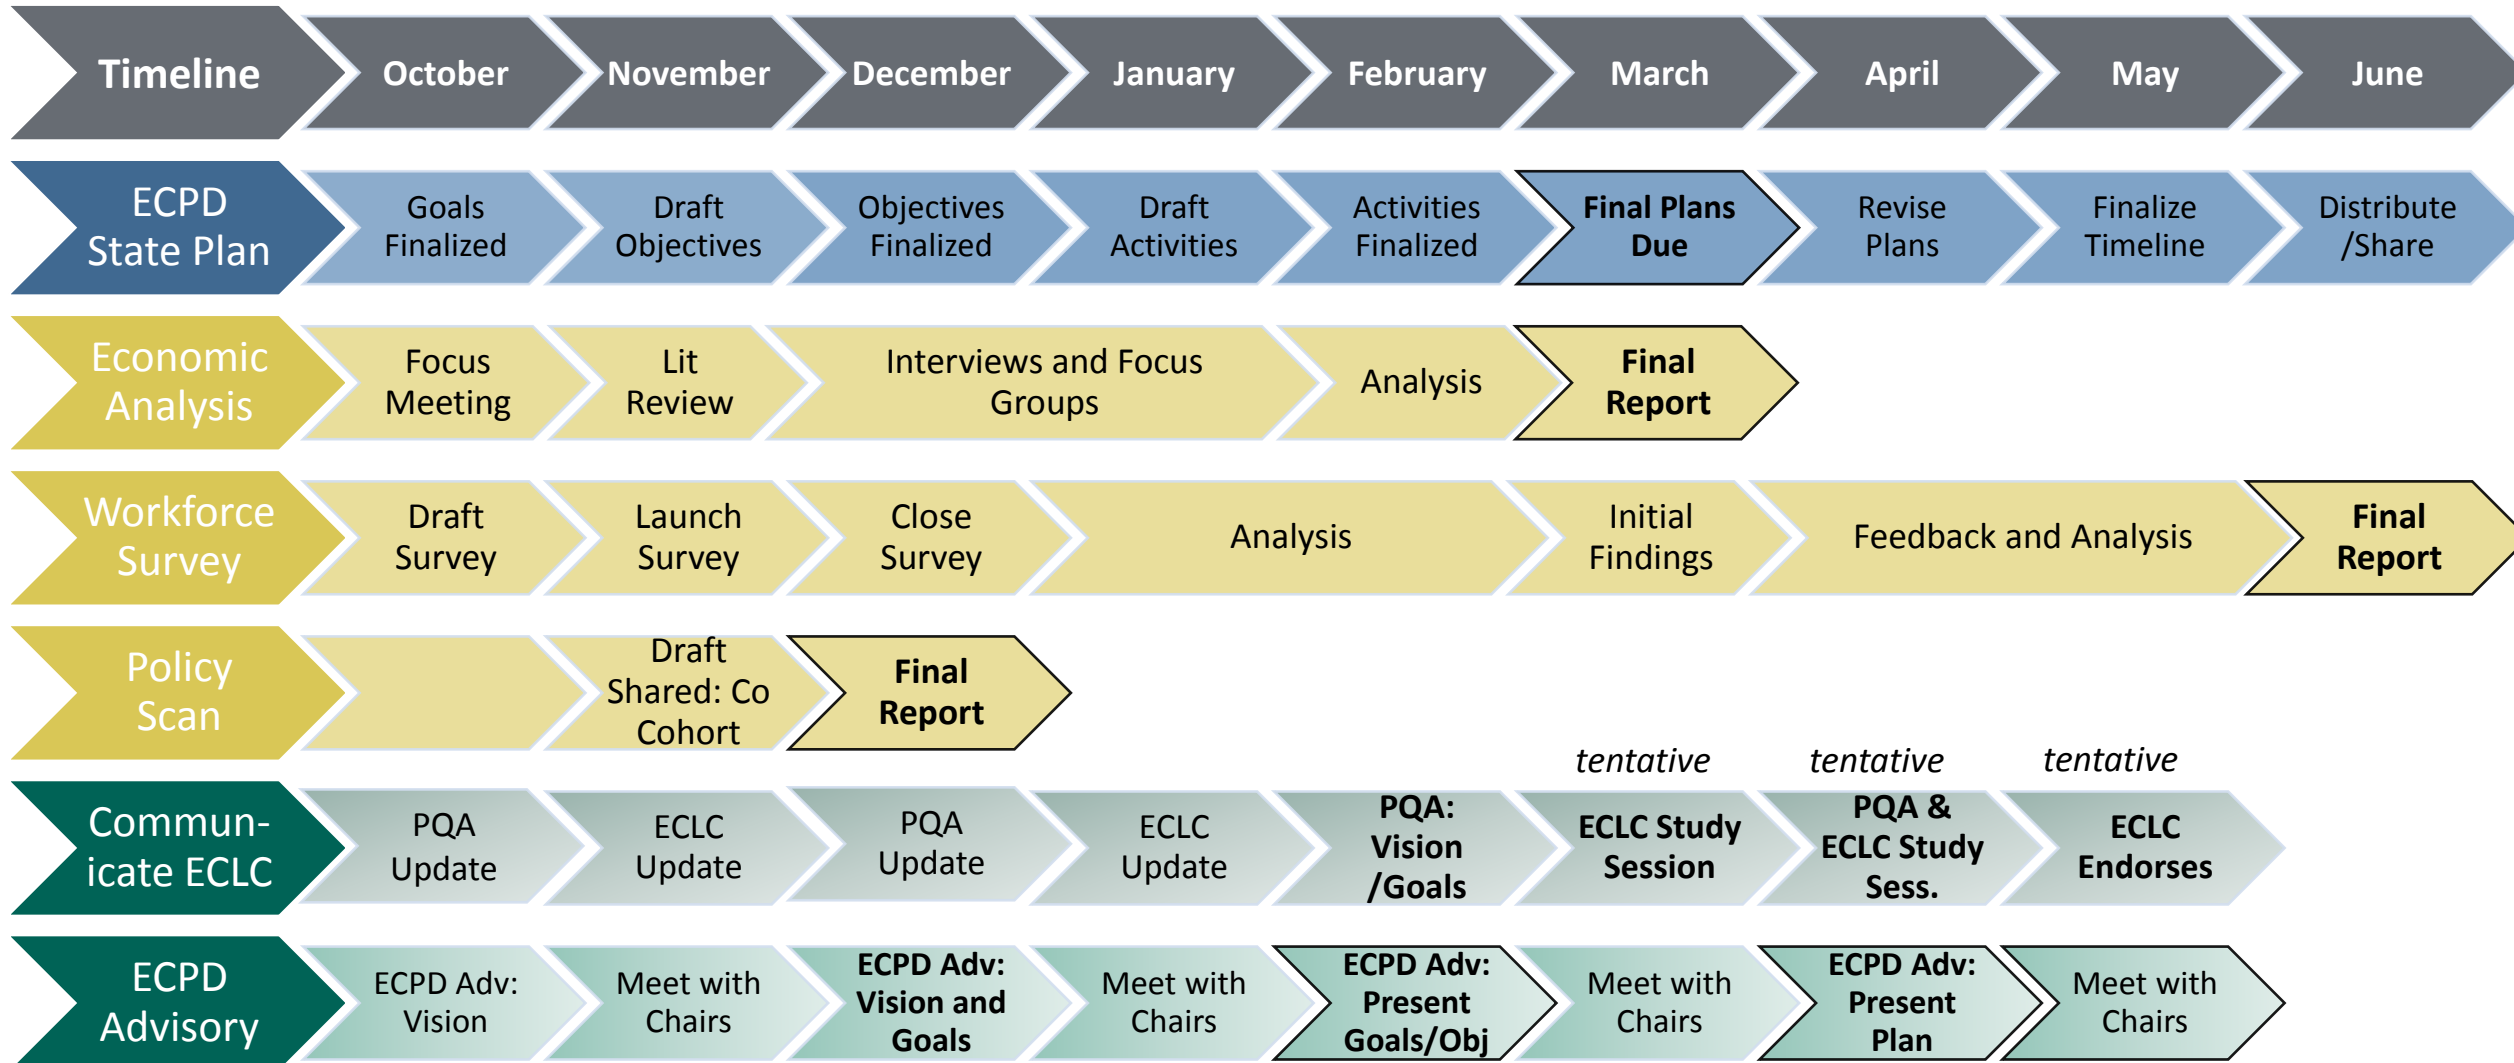 Timeline
October
November
December
January
February
March
April
May
June
ECPD
State Plan
Goals
Finalized
Draft
Objectives
Objectives
Finalized
Draft
Activities
Activities
Finalized
Final Plans
Due
Revise
Plans
Finalize
Timeline
Distribute
/Share
Economic
Analysis
Focus
Meeting
Lit
Review
Interviews and Focus
Groups
Analysis
Final
Report
Workforce
Survey
Draft
Survey
Launch
Survey
Close
Survey
Analysis
Initial
Findings
Feedback and Analysis
Final
Report
Policy
Scan
Draft
Shared: Co
Cohort
Final
Report
tentative
tentative
tentative
Commun-
icate ECLC
PQA
Update
ECLC
Update
PQA
Update
ECLC
Update
PQA:
Vision
/Goals
ECLC Study
Session
PQA &
ECLC Study
Sess.
ECLC
Endorses
ECPD
Advisory
ECPD Adv:
Vision
Meet with
Chairs
ECPD Adv:
Vision and
Goals
Meet with
Chairs
ECPD Adv:
Present
Goals/Obj
Meet with
Chairs
ECPD Adv:
Present
Plan
Meet with
Chairs